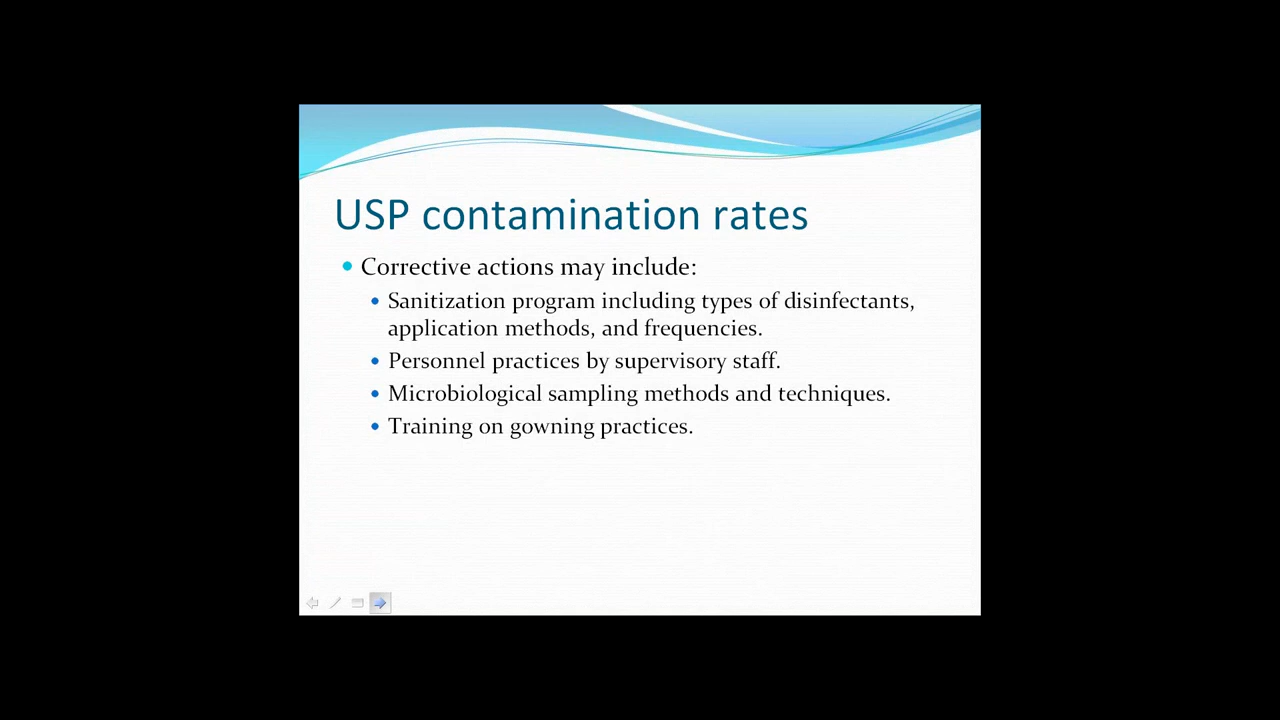 USP contamination rates
Corrective actions may include:
Sanitization program including types of disinfectants,
application methods, and frequencies.
Personnel practices by supervisory staff.
Microbiological sampling methods and techniques.
Training on gowning practices.